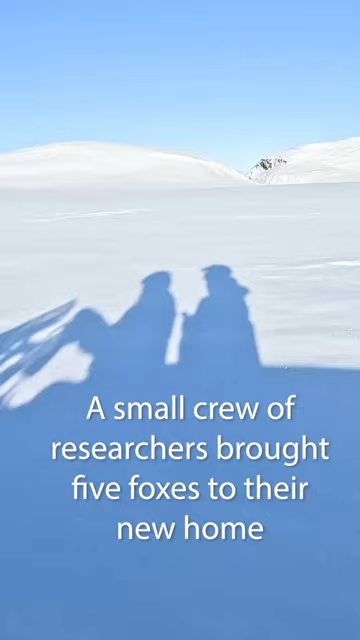 A small crew of
researchers brought
five foxes to their
new home